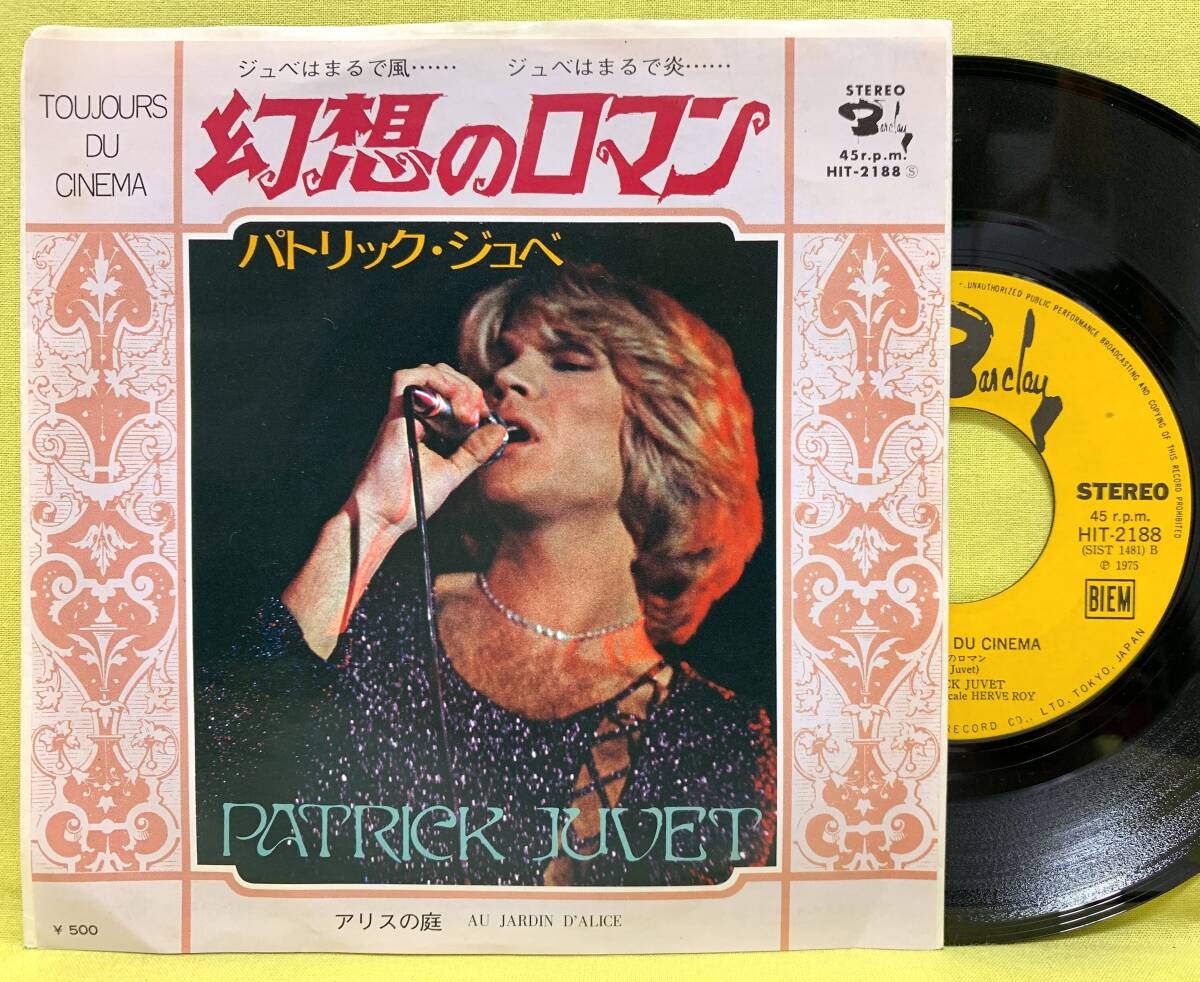 ジュベはまるで風…… ジュベはまるで炎……
TOUJOURS
DU
CINEMA
幻想のロマン
STEREO
Barclay
45r.p.m.
HIT-2188 Ⓢ
パトリック・ジュベ
PATRICK JUVET
¥500
アリスの庭 AU JARDIN D'ALICE
UNAUTHORIZED PUBLIC PERFORMANCE BROADCASTING AND COPYING OF THIS RECORD PROHIBITED
Barclay
STEREO
45 r.p.m.
HIT-2188
(SIST 1481) B
℗ 1975
BIEM
DU CINEMA
のロマン
Juvet)
CK JUVET
cale HERVE ROY
RECORD CO., LTD. TOKYO, JAPAN